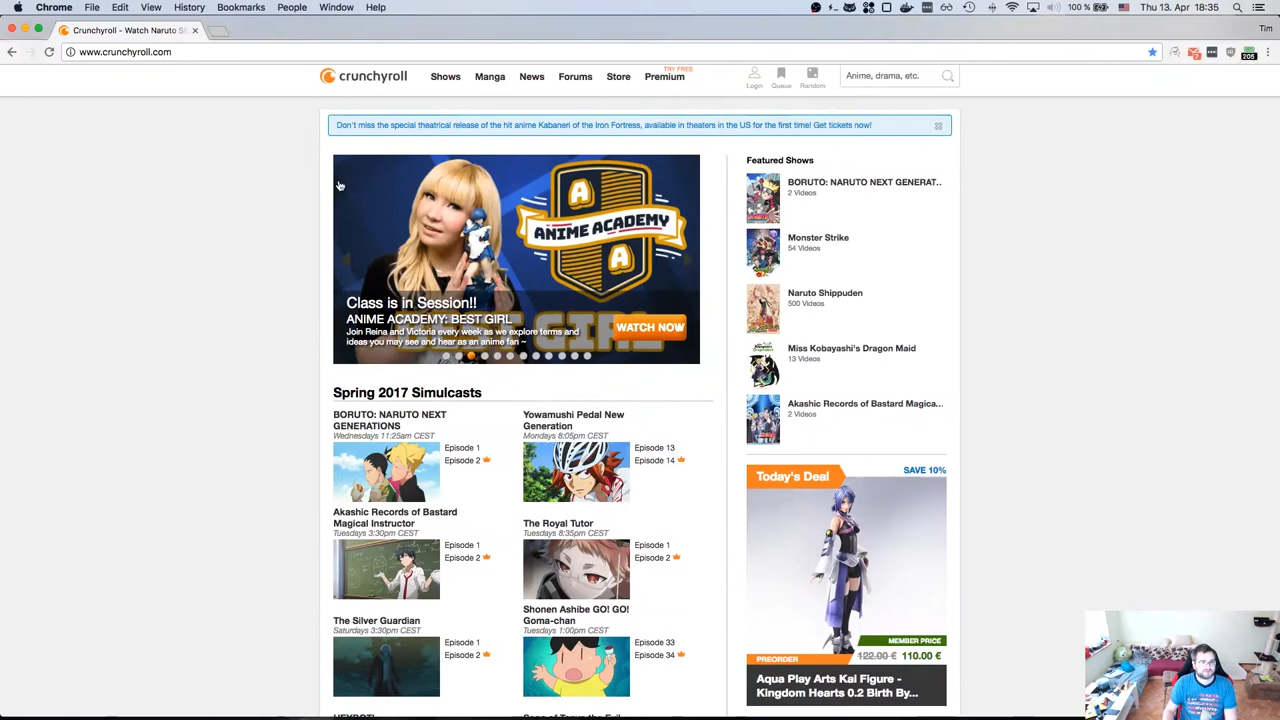 Chrome File Edit View History Bookmarks People Window Help 100 % Thu 13. Apr 18:35
Crunchyroll - Watch Naruto S Tim
www.crunchyroll.com 205
crunchyroll Shows Manga News Forums Store Premium TRY FREE Login Queue Random Anime, drama, etc.
Don't miss the special theatrical release of the hit anime Kabaneri of the Iron Fortress, available in theaters in the US for the first time! Get tickets now!
A
ANIME ACADEMY
A
Class is in Session!!
ANIME ACADEMY: BEST GIRL
Join Reina and Victoria every week as we explore terms and
ideas you may see and hear as an anime fan ~
WATCH NOW
Spring 2017 Simulcasts
BORUTO: NARUTO NEXT
GENERATIONS
Wednesdays 11:25am CEST
Episode 1
Episode 2
Yowamushi Pedal New
Generation
Mondays 8:05pm CEST
Episode 13
Episode 14
Akashic Records of Bastard
Magical Instructor
Tuesdays 3:30pm CEST
Episode 1
Episode 2
The Royal Tutor
Tuesdays 8:35pm CEST
Episode 1
Episode 2
The Silver Guardian
Saturdays 3:30pm CEST
Episode 1
Episode 2
Shonen Ashibe GO! GO!
Goma-chan
Tuesdays 1:00pm CEST
Episode 33
Episode 34
Featured Shows
BORUTO: NARUTO NEXT GENERAT...
2 Videos
Monster Strike
54 Videos
Naruto Shippuden
500 Videos
Miss Kobayashi's Dragon Maid
13 Videos
Akashic Records of Bastard Magica...
2 Videos
Today's Deal SAVE 10%
MEMBER PRICE
PREORDER 122.00 € 110.00 €
Aqua Play Arts Kai Figure -
Kingdom Hearts 0.2 Birth By...